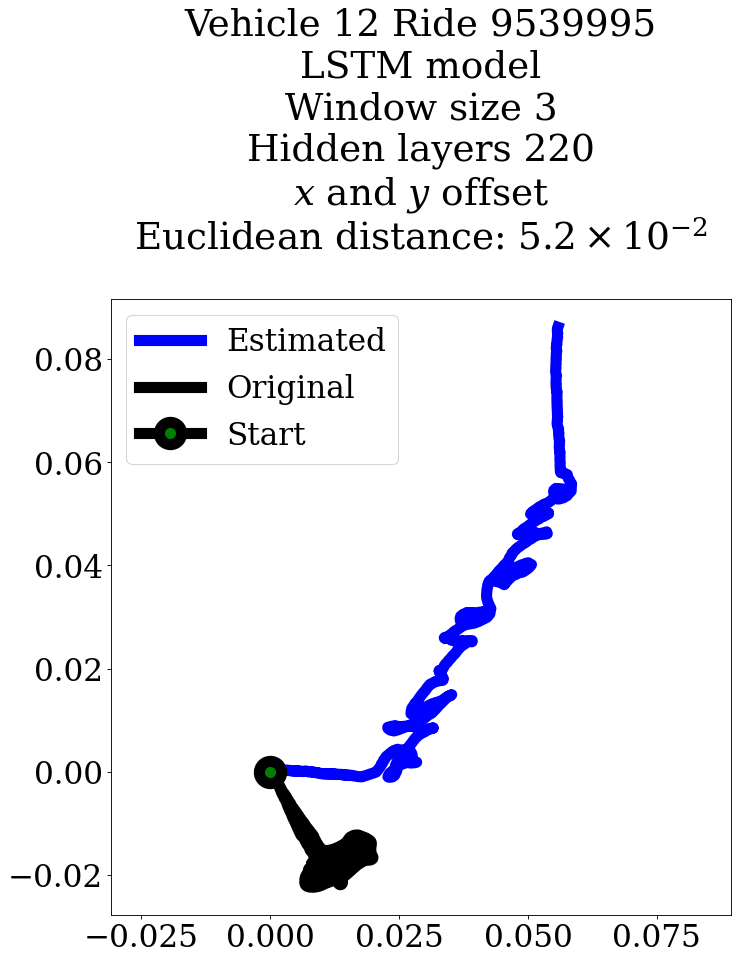 Vehicle 12 Ride 9539995
LSTM model
Window size 3
Hidden layers 220
x and y offset
Euclidean distance: 5.2 × 10⁻²
Estimated
Original
Start
0.08
0.06
0.04
0.02
0.00
−0.02
−0.025 0.000 0.025 0.050 0.075